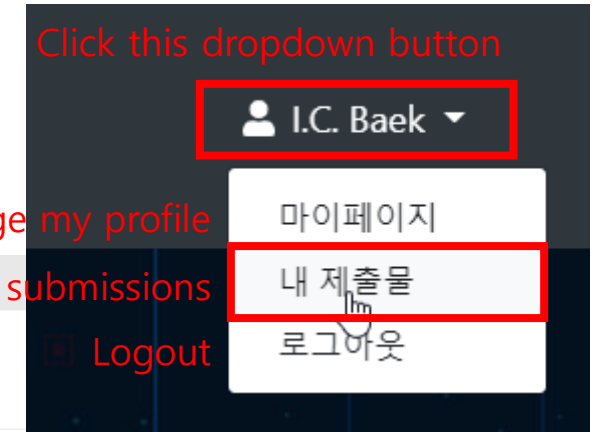 Click this dropdown button
I.C. Baek
my profile 마이페이지
submissions 내 제출물
Logout 로그아웃